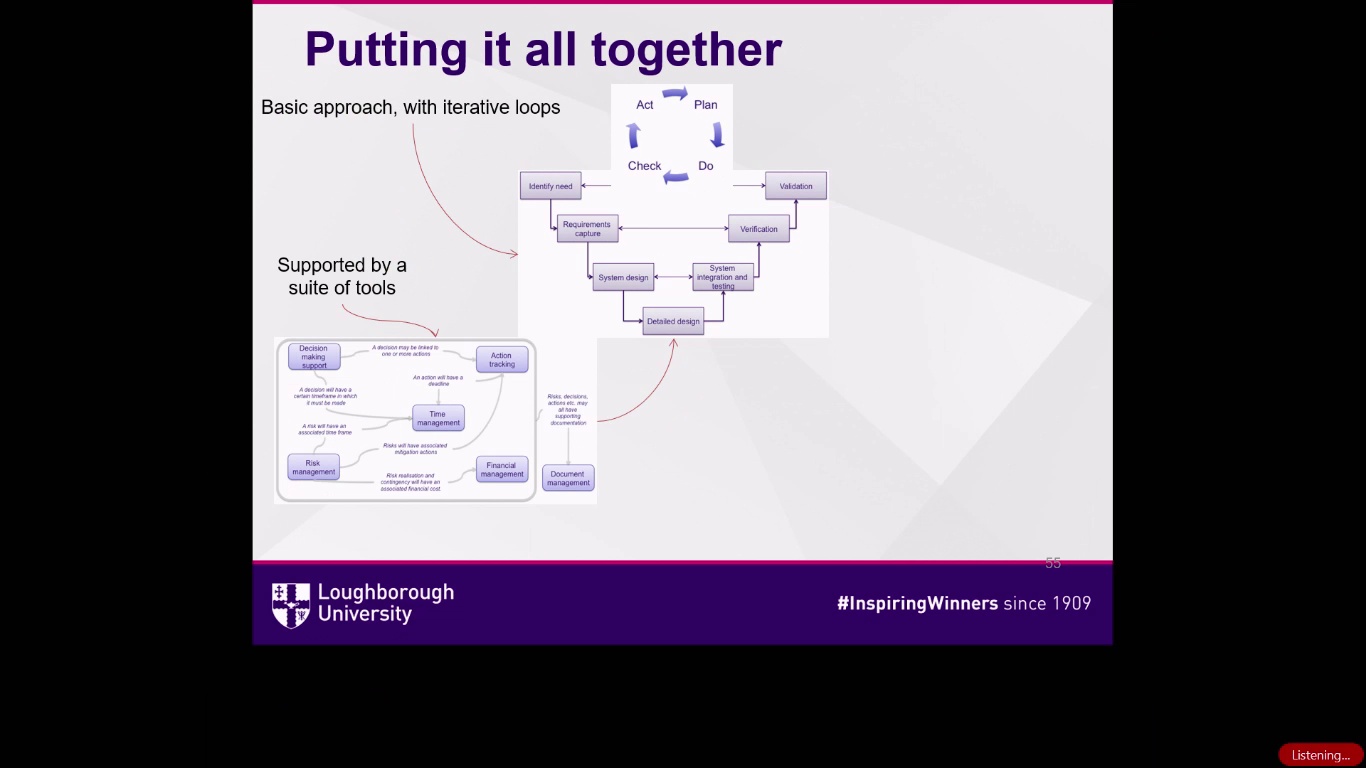 Putting it all together
Basic approach, with iterative loops
Act
Plan
Check
Do
Identify need
Validation
Requirements
capture
Verification
System design
System
integration and
testing
Detailed design
Supported by a
suite of tools
Decision
making
support
A decision may be linked to
one or more actions
Action
tracking
An action will have a
deadline
A decision will have a
certain timeframe in which
it must be made
Time
management
A risk will have an
associated time frame
Risks will have associated
mitigation actions
Risk
management
Risk realisation and
contingency will have an
associated financial cost.
Financial
management
Risks, decisions,
actions etc. may
all have
supporting
documentation
Document
management
55
Loughborough
University
#InspiringWinners since 1909
Listening...